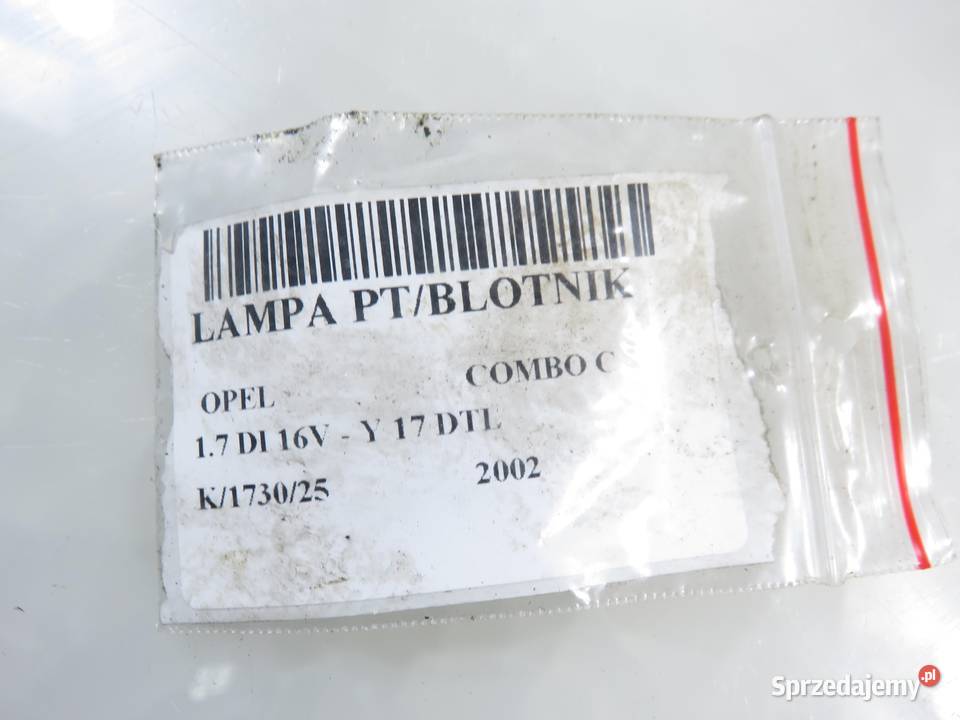 LAMPA PT/BLOTNIK
OPEL COMBO C
1.7 DI 16V - Y 17 DTL
K/1730/25 2002
Sprzedajemy.pl